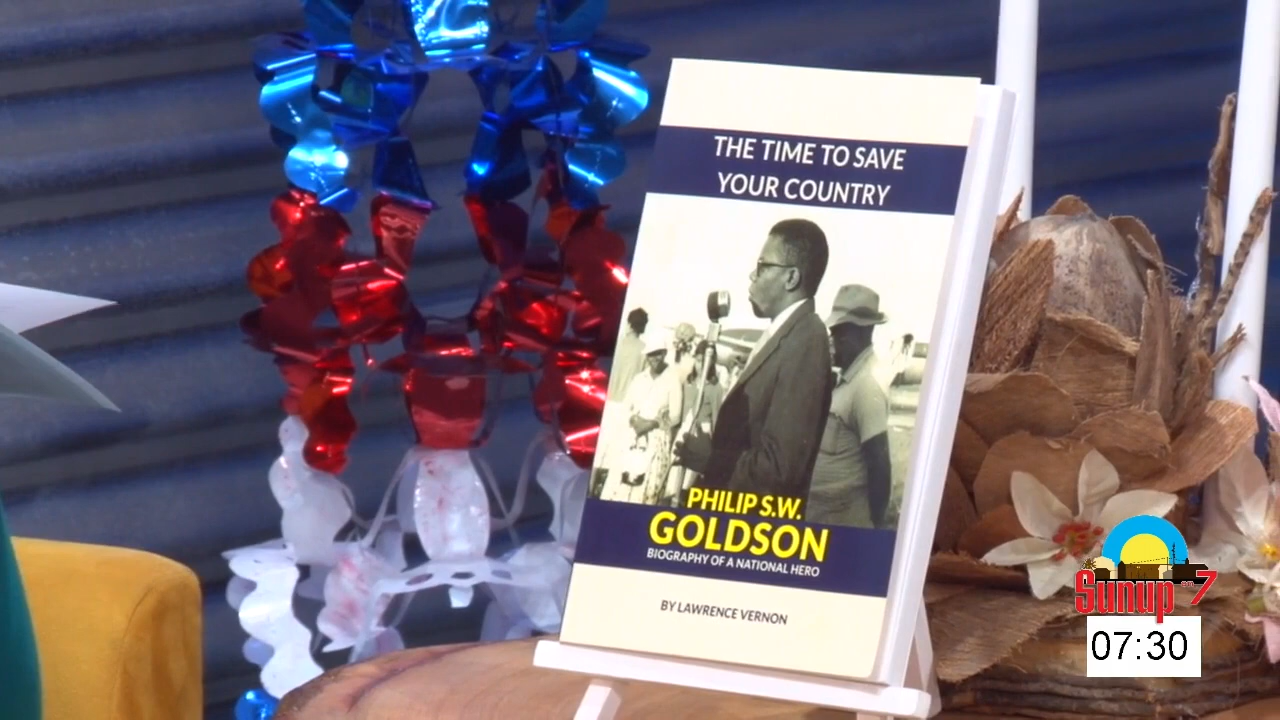 THE TIME TO SAVE
YOUR COUNTRY
PHILIP S.W.
GOLDSON
BIOGRAPHY OF A NATIONAL HERO
BY LAWRENCE VERNON
Sunup on 7
07:30